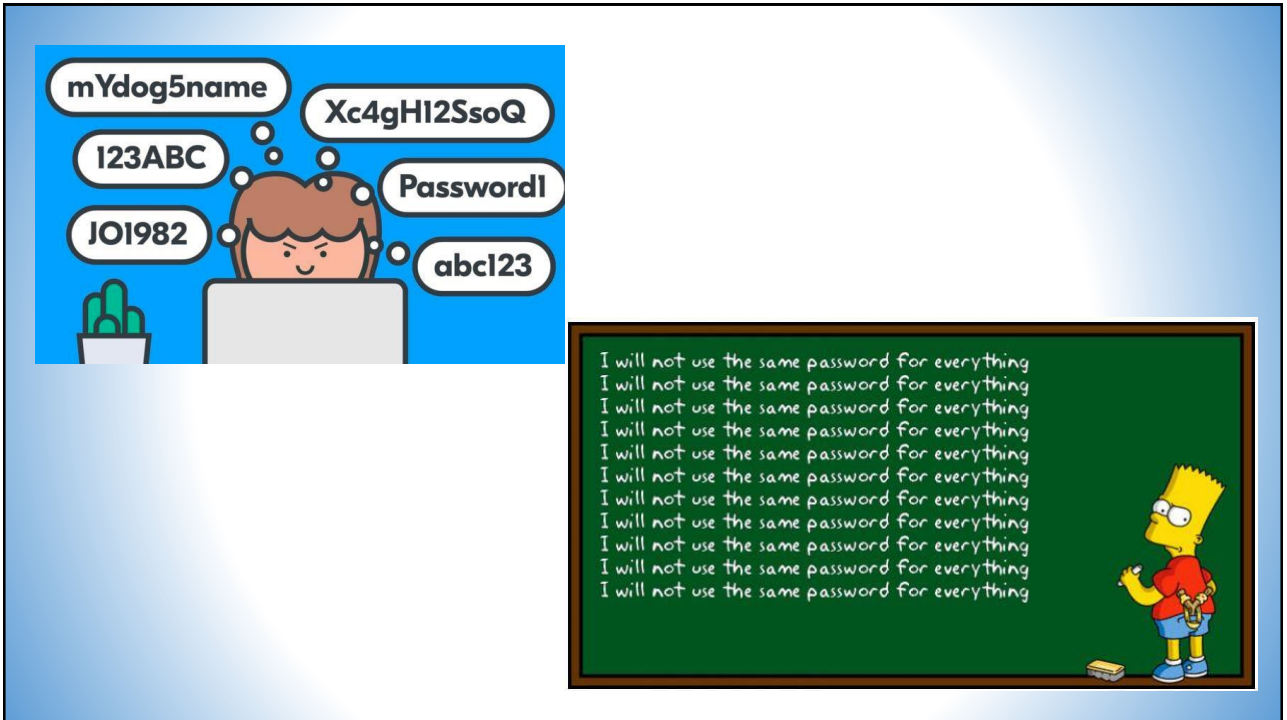 mYdog5name
Xc4gH12SsoQ
123ABC
Password1
JO1982
abc123
I will not use the same password for everything
I will not use the same password for everything
I will not use the same password for everything
I will not use the same password for everything
I will not use the same password for everything
I will not use the same password for everything
I will not use the same password for everything
I will not use the same password for everything
I will not use the same password for everything
I will not use the same password for everything
I will not use the same password for everything